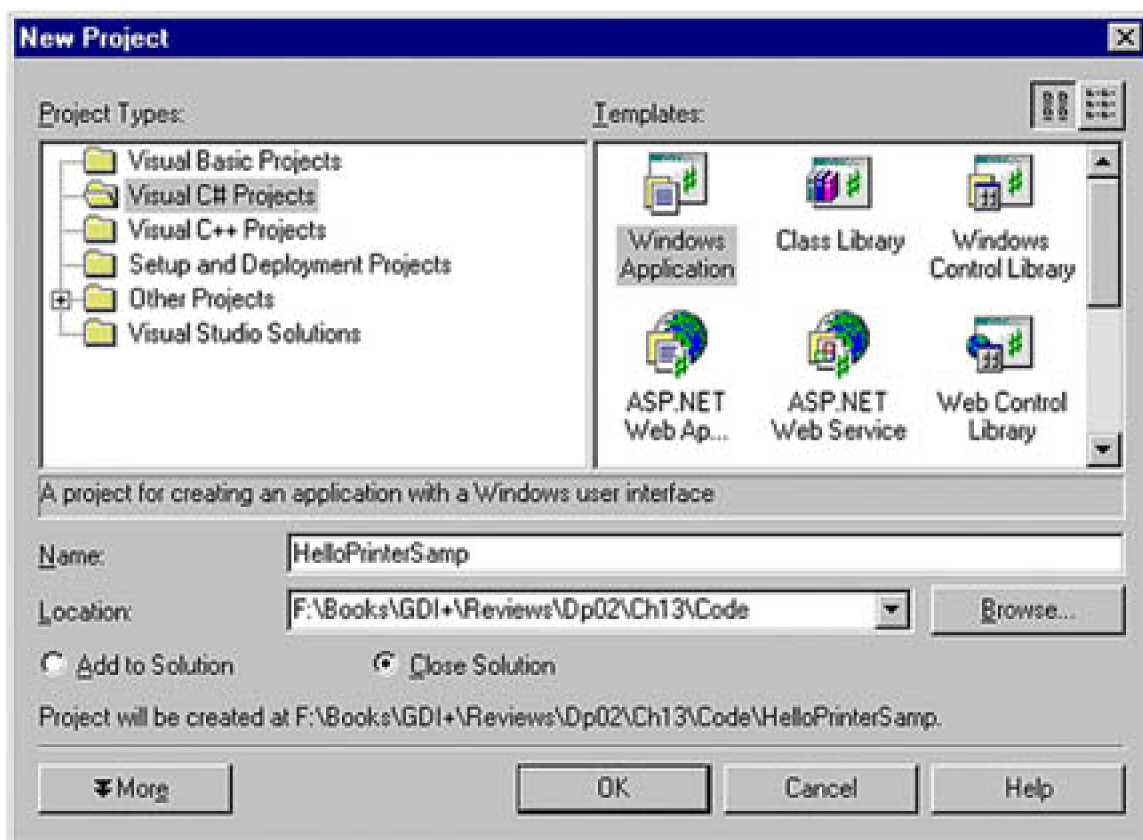 New Project
Project Types:
Templates:
Visual Basic Projects
Visual C# Projects
Visual C++ Projects
Setup and Deployment Projects
Other Projects
Visual Studio Solutions
Windows
Application
Class Library
Windows
Control Library
ASP.NET
Web Ap...
ASP.NET
Web Service
Web Control
Library
A project for creating an application with a Windows user interface
Name:
HelloPrinterSamp
Location:
F:\Books\GDI+\Reviews\Dp02\Ch13\Code
Browse...
Add to Solution
Close Solution
Project will be created at F:\Books\GDI+\Reviews\Dp02\Ch13\Code\HelloPrinterSamp.
More
OK
Cancel
Help